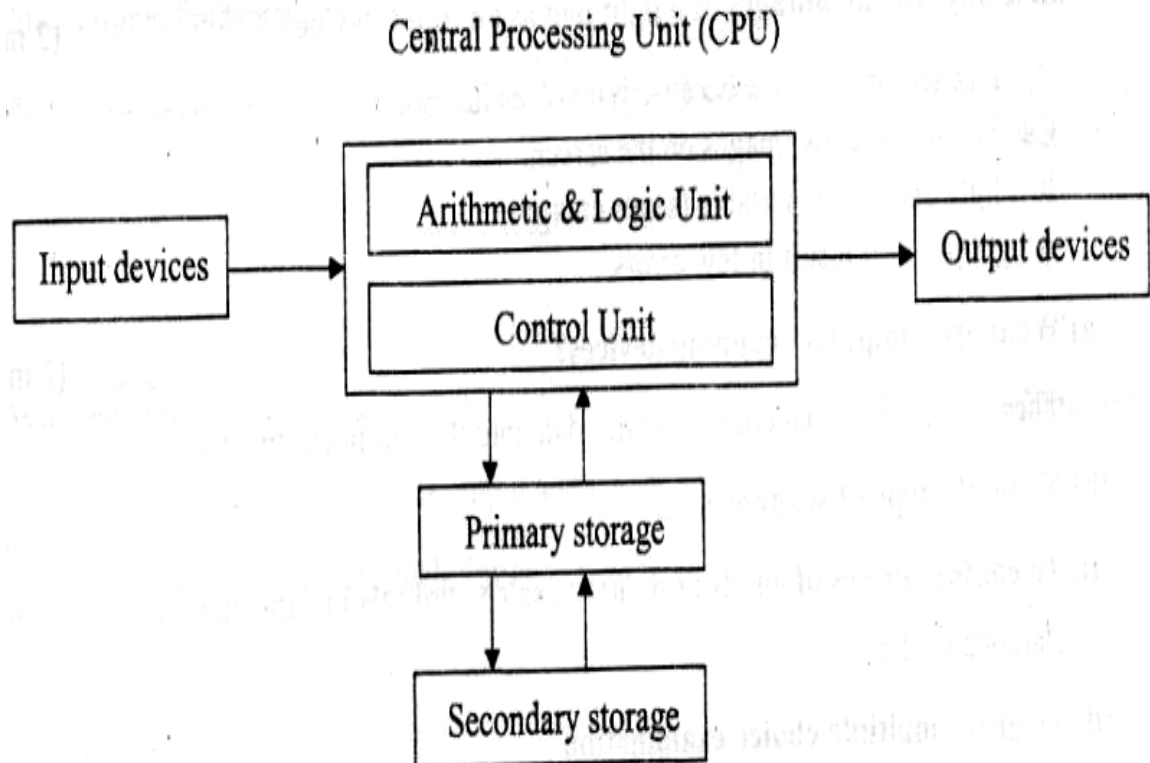 Central Processing Unit (CPU)
Arithmetic & Logic Unit
Input devices
Output devices
Control Unit
Primary storage
Secondary storage